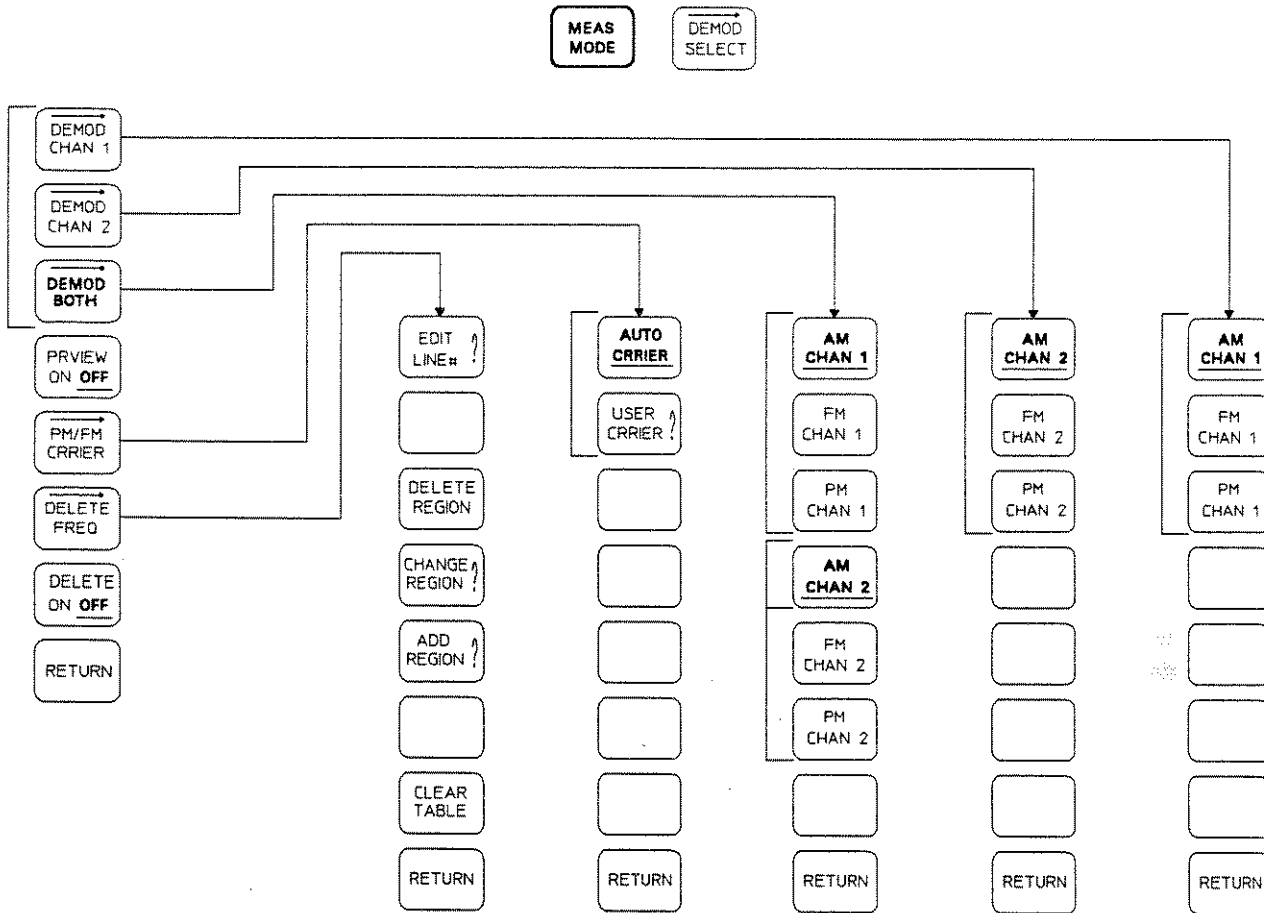 MEAS
MODE
DEMOD
SELECT
DEMOD
CHAN 1
DEMOD
CHAN 2
DEMOD
BOTH
PRVIEW
ON OFF
PM/FM
CRRIER
DELETE
FREQ
DELETE
ON OFF
RETURN
EDIT
LINE# ?
DELETE
REGION
CHANGE
REGION ?
ADD
REGION ?
CLEAR
TABLE
RETURN
AUTO
CRRIER
USER
CRRIER ?
RETURN
AM
CHAN 1
FM
CHAN 1
PM
CHAN 1
AM
CHAN 2
FM
CHAN 2
PM
CHAN 2
RETURN
AM
CHAN 2
FM
CHAN 2
PM
CHAN 2
RETURN
AM
CHAN 1
FM
CHAN 1
PM
CHAN 1
RETURN